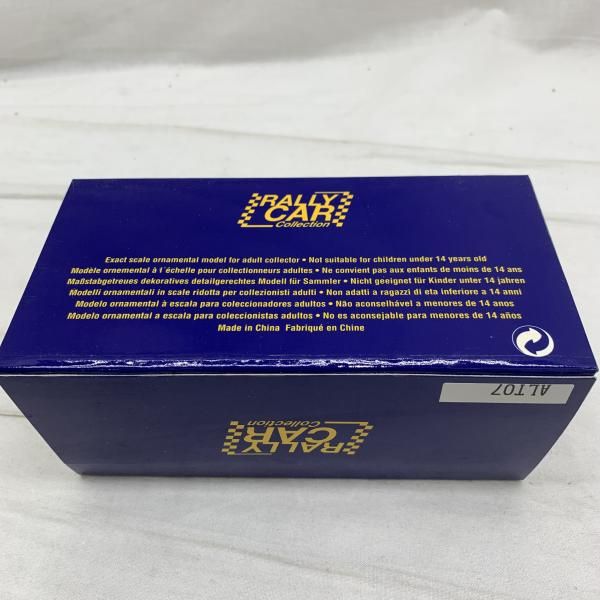 RALLY
CAR
Collection
Exact scale ornamental model for adult collector • Not suitable for children under 14 years old
Modèle ornemental à l´échelle pour collectionneurs adultes • Ne convient pas aux enfants de moins de 14 ans
Maßstabgetreues dekoratives detailgerechtes Modell für Sammler • Nicht geeignet für Kinder unter 14 jahren
Modelli ornamentali in scale ridotta per collezionisti adulti • Non adatti a ragazzi di eta inferiore a 14 anni
Modelo ornamental à escala para coleccionadores adultos • Não aconselhável a menores de 14 anos
Modelo ornamental a escala para coleccionistas adultos • No es aconsejable para menores de 14 años
Made in China Fabriqué en Chine
ALT07
RALLY
CAR
Collection